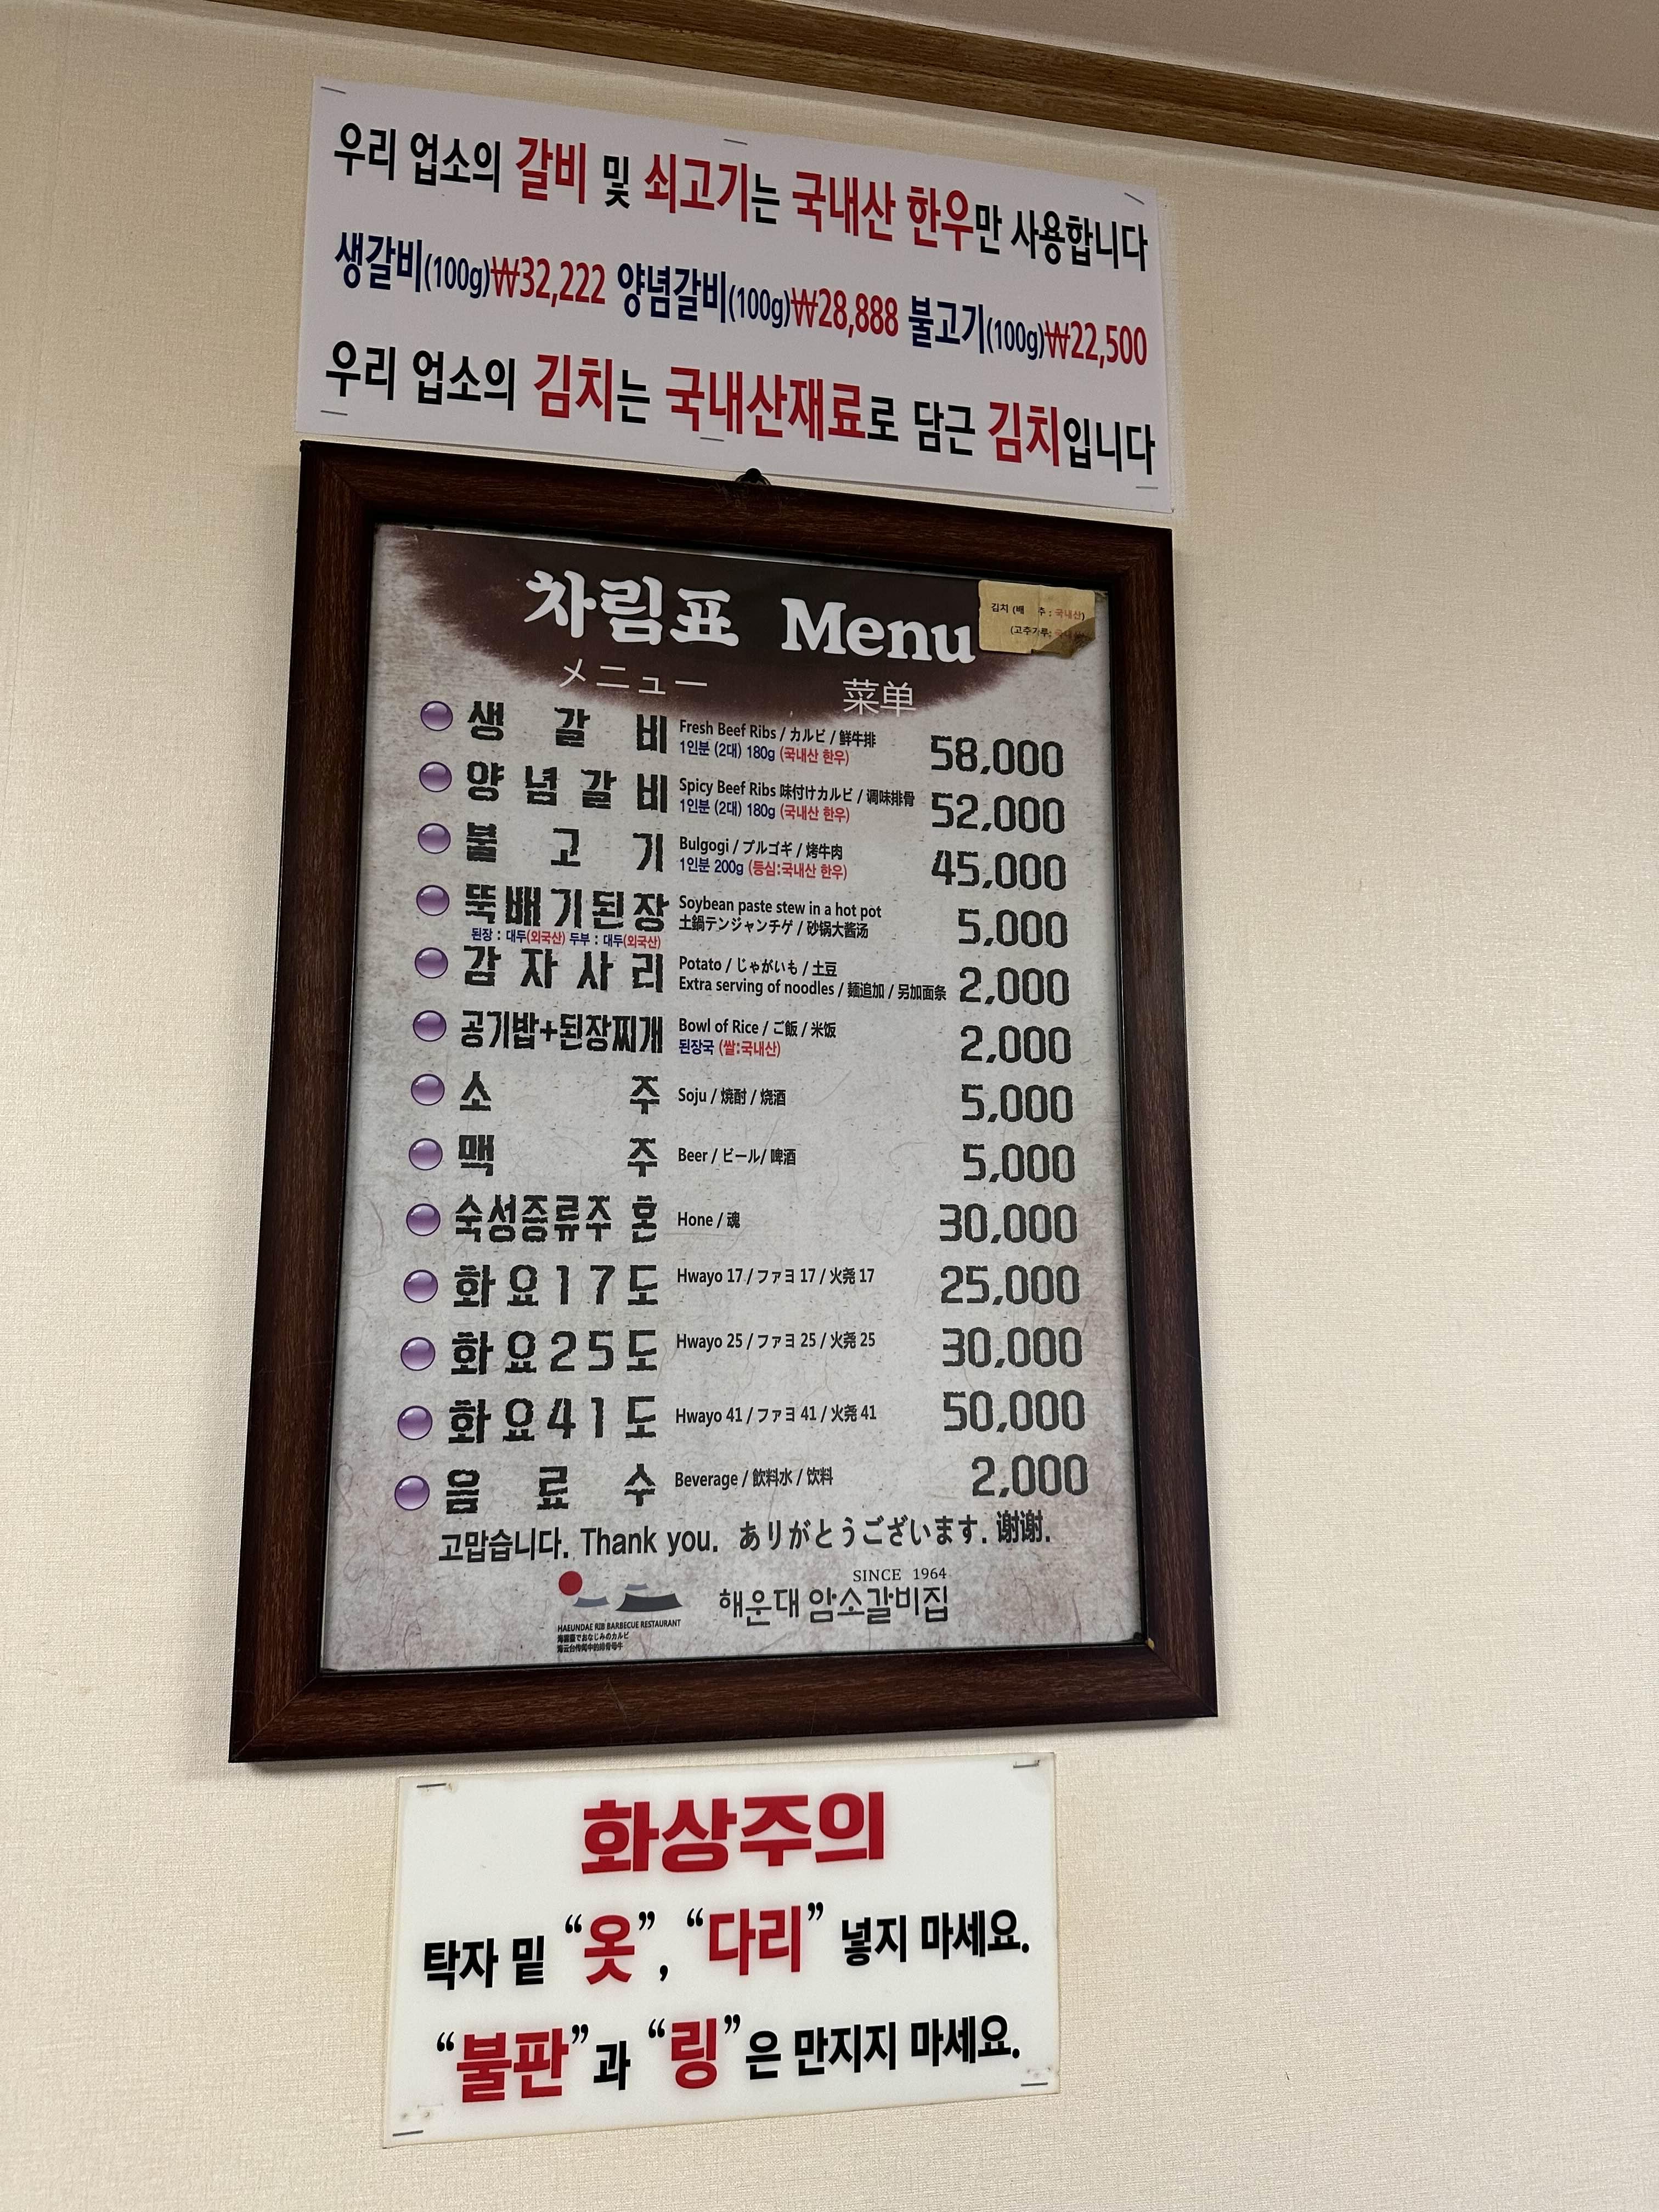 우리 업소의 갈비 및 쇠고기는 국내산 한우만 사용합니다
생갈비(100g)₩32,222 양념갈비(100g)₩28,888 불고기(100g)₩22,500
우리 업소의 김치는 국내산재료로 담근 김치입니다
차림표 Menu
メニュー 菜单
김치 (배 추 : 국내산)
(고추가루:
생갈비 Fresh Beef Ribs / カルビ / 鮮牛排 58,000
1인분 (2대) 180g (국내산 한우)
양념갈비 Spicy Beef Ribs 味付けカルビ / 调味排骨 52,000
1인분 (2대) 180g (국내산 한우)
불고기 Bulgogi / プルゴギ / 烤牛肉 45,000
1인분 200g (등심:국내산 한우)
뚝배기된장 Soybean paste stew in a hot pot 5,000
土鍋テンジャンチゲ / 砂锅大酱汤
된장 : 대두(외국산) 두부 : 대두(외국산)
감자사리 Potato / じゃがいも / 土豆 2,000
Extra serving of noodles / 麺追加 / 另加面条
공기밥+된장찌개 Bowl of Rice / ご飯 / 米饭 2,000
된장국 (쌀:국내산)
소주 Soju / 焼酎 / 烧酒 5,000
맥주 Beer / ビール/ 啤酒 5,000
숙성증류주 혼 Hone / 魂 30,000
화요17도 Hwayo 17 / ファヨ 17 / 火尧 17 25,000
화요25도 Hwayo 25 / ファヨ 25 / 火尧 25 30,000
화요41도 Hwayo 41 / ファヨ 41 / 火尧 41 50,000
음료수 Beverage / 飲料水 / 饮料 2,000
고맙습니다. Thank you. ありがとうございます. 谢谢.
SINCE 1964
해운대 암소갈비집
HAEUNDAE RIB BARBECUE RESTAURANT
화상주의
탁자 밑 “옷”, “다리” 넣지 마세요.
“불판”과 “링”은 만지지 마세요.